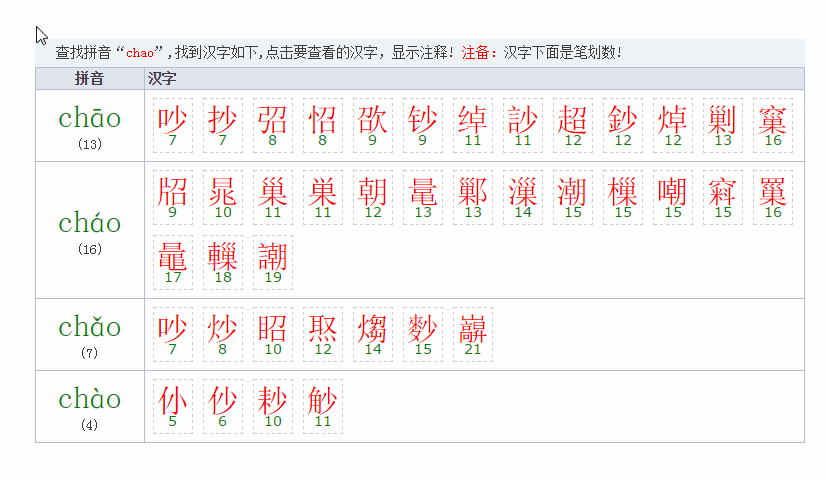 查找拼音“chao”,找到汉字如下,点击要查看的汉字，显示注释! 注备：汉字下面是笔划数!
拼音 汉字
chāo 吵 抄 弨 怊 欩 钞 绰 訬 超 鈔 焯 剿 窼
(13) 7 7 8 8 9 9 11 11 12 12 12 13 16
cháo 牊 晁 巢 巣 朝 鼌 鄛 漅 潮 樔 嘲 窲 罺
(16) 9 10 11 11 12 13 13 14 15 15 15 15 16
鼂 轈 謿
17 18 19
chǎo 吵 炒 眧 焣 煼 麨 巐
(7) 7 8 10 12 14 15 21
chào 仦 仯 耖 觘
(4) 5 6 10 11